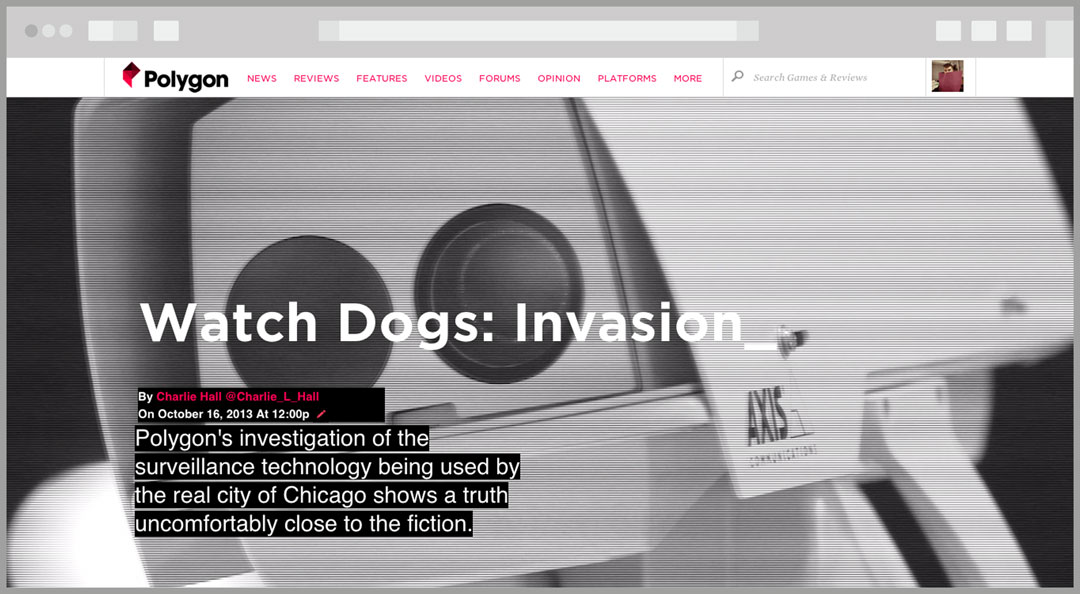 Polygon NEWS REVIEWS FEATURES VIDEOS FORUMS OPINION PLATFORMS MORE Search Games & Reviews
Watch Dogs: Invasion_
By Charlie Hall @Charlie_L_Hall
On October 16, 2013 At 12:00p
Polygon's investigation of the
surveillance technology being used by
the real city of Chicago shows a truth
uncomfortably close to the fiction.
AXIS
COMMUNICATIONS